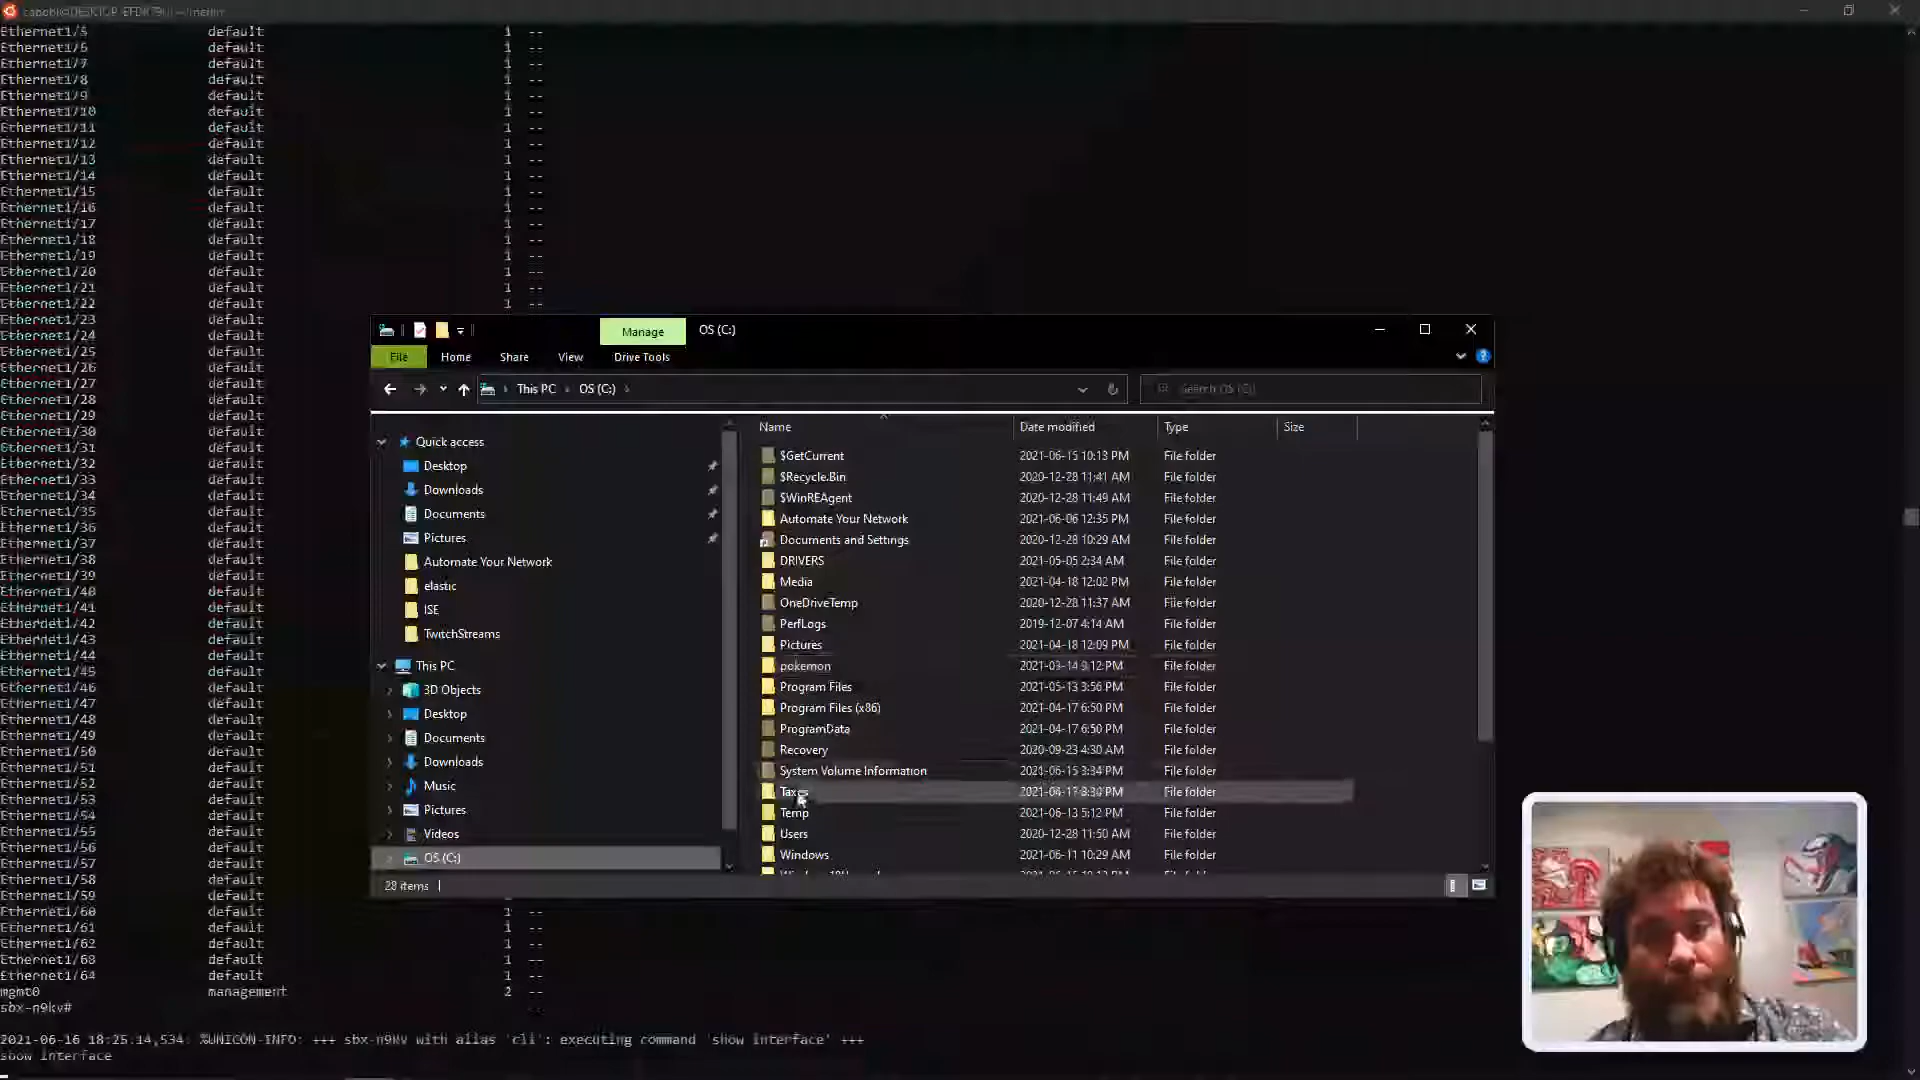 Ethernet1/5 default 1 --
Ethernet1/6 default 1 --
Ethernet1/7 default 1 --
Ethernet1/8 default 1 --
Ethernet1/9 default 1 --
Ethernet1/10 default 1 --
Ethernet1/11 default 1 --
Ethernet1/12 default 1 --
Ethernet1/13 default 1 --
Ethernet1/14 default 1 --
Ethernet1/15 default 1 --
Ethernet1/16 default 1 --
Ethernet1/17 default 1 --
Ethernet1/18 default 1 --
Ethernet1/19 default 1 --
Ethernet1/20 default 1 --
Ethernet1/21 default 1 --
Ethernet1/22 default 1 --
Ethernet1/23 default
Ethernet1/24 default
Ethernet1/25 default
Ethernet1/26 default
Ethernet1/27 default
Ethernet1/28 default
Ethernet1/29 default
Ethernet1/30 default
Ethernet1/31 default
Ethernet1/32 default
Ethernet1/33 default
Ethernet1/34 default
Ethernet1/35 default
Ethernet1/36 default
Ethernet1/37 default
Ethernet1/38 default
Ethernet1/39 default
Ethernet1/40 default
Ethernet1/41 default
Ethernet1/42 default
Ethernet1/43 default
Ethernet1/44 default
Ethernet1/45 default
Ethernet1/46 default
Ethernet1/47 default
Ethernet1/48 default
Ethernet1/49 default
Ethernet1/50 default
Ethernet1/51 default
Ethernet1/52 default
Ethernet1/53 default
Ethernet1/54 default
Ethernet1/55 default
Ethernet1/56 default
Ethernet1/57 default
Ethernet1/58 default
Ethernet1/59 default
Ethernet1/60 default 1 --
Ethernet1/61 default 1 --
Ethernet1/62 default 1 --
Ethernet1/63 default 1 --
Ethernet1/64 default 1 --
mgmt0 management 2 --
sbx-n9kv#
2021-06-16 18:25:14,534: %UNICON-INFO: +++ sbx-n9kv with alias 'cli': executing command 'show interface' +++
show interface
Manage OS (C:)
File Home Share View Drive Tools
This PC OS (C:) Search OS (C:)
Quick access
Desktop
Downloads
Documents
Pictures
Automate Your Network
elastic
ISE
TwitchStreams
This PC
3D Objects
Desktop
Documents
Downloads
Music
Pictures
Videos
OS (C:)
Name Date modified Type Size
$GetCurrent 2021-06-15 10:13 PM File folder
$Recycle.Bin 2020-12-28 11:41 AM File folder
$WinREAgent 2020-12-28 11:49 AM File folder
Automate Your Network 2021-06-06 12:35 PM File folder
Documents and Settings 2020-12-28 10:29 AM File folder
DRIVERS 2021-05-05 2:34 AM File folder
Media 2021-04-18 12:02 PM File folder
OneDriveTemp 2020-12-28 11:37 AM File folder
PerfLogs 2019-12-07 4:14 AM File folder
Pictures 2021-04-18 12:09 PM File folder
pokemon 2021-03-14 9:12 PM File folder
Program Files 2021-05-13 3:56 PM File folder
Program Files (x86) 2021-04-17 6:50 PM File folder
ProgramData 2021-04-17 6:50 PM File folder
Recovery 2020-09-23 4:30 AM File folder
System Volume Information 2021-06-15 3:34 PM File folder
Taxes File folder
Temp 2021-06-13 5:12 PM File folder
Users 2020-12-28 11:50 AM File folder
Windows 2021-06-11 10:29 AM File folder
28 items